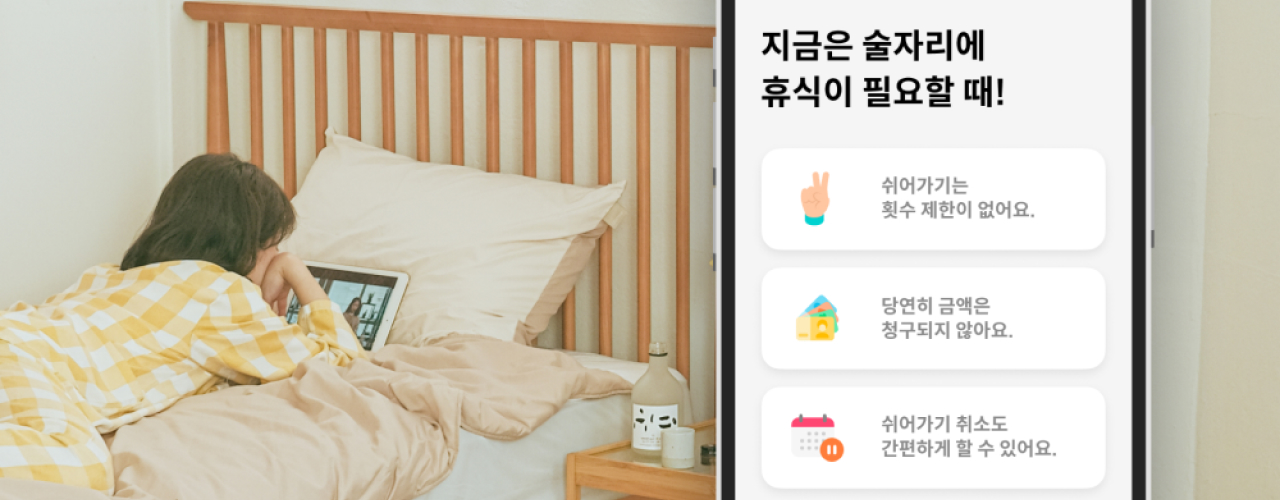 지금은 술자리에
휴식이 필요할 때!
쉬어가기는
횟수 제한이 없어요.
당연히 금액은
청구되지 않아요.
쉬어가기 취소도
간편하게 할 수 있어요.